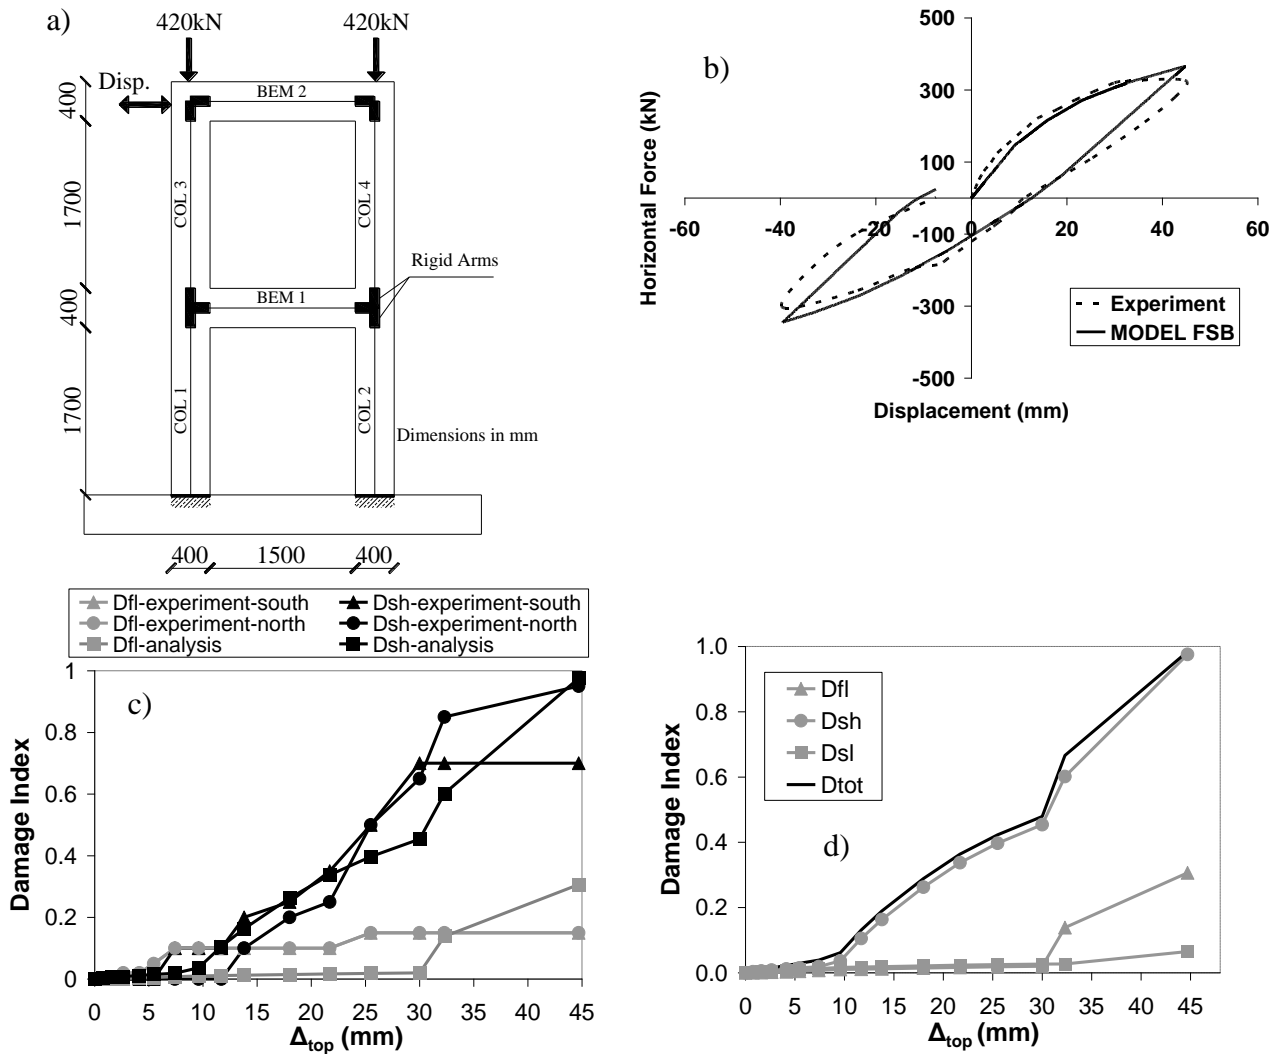 a)
420kN
420kN
Disp.
BEM 2
400
COL 3
COL 4
1700
Rigid Arms
BEM 1
400
COL 1
COL 2
1700
Dimensions in mm
400
1500
400
b)
Horizontal Force (kN)
500
300
100
-100
-300
-500
-60
-40
-20
0
20
40
60
Experiment
MODEL FSB
Displacement (mm)
Dfl-experiment-south
Dsh-experiment-south
Dfl-experiment-north
Dsh-experiment-north
Dfl-analysis
Dsh-analysis
c)
Damage Index
1
0.8
0.6
0.4
0.2
0
0 5 10 15 20 25 30 35 40 45
Δtop (mm)
d)
Damage Index
1.0
0.8
0.6
0.4
0.2
0.0
Dfl
Dsh
Dsl
Dtot
0 5 10 15 20 25 30 35 40 45
Δtop (mm)